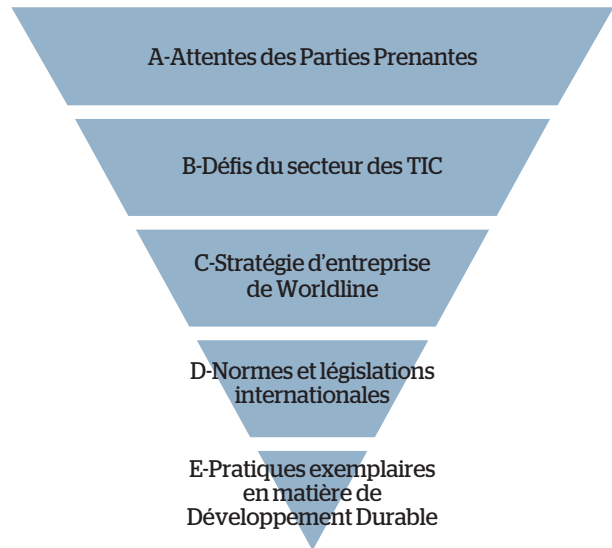 A-Attentes des Parties Prenantes
B-Défis du secteur des TIC
C-Stratégie d'entreprise
de Worldline
D-Normes et législations
internationales
E-Pratiques exemplaires
en matière de
Développement Durable